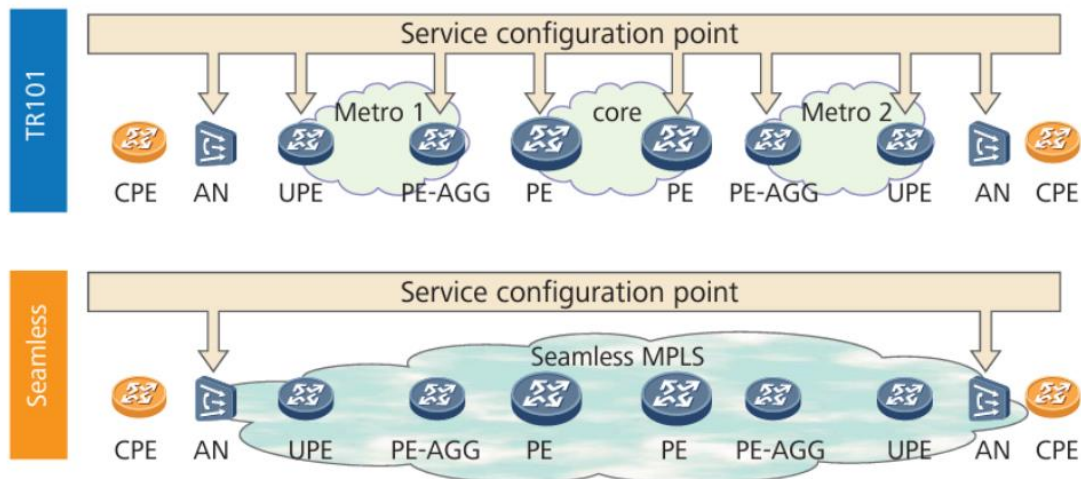 TR101
Service configuration point
Metro 1
core
Metro 2
CPE AN UPE PE-AGG PE PE PE-AGG UPE AN CPE
Seamless
Service configuration point
Seamless MPLS
CPE AN UPE PE-AGG PE PE PE-AGG UPE AN CPE